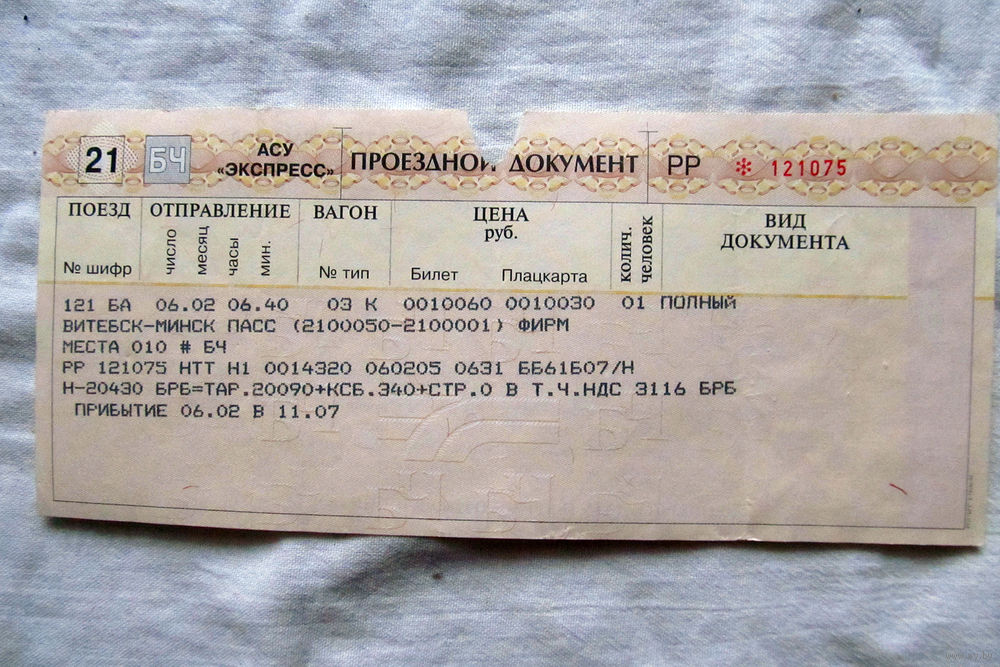 21 БЧ АСУ «ЭКСПРЕСС» ПРОЕЗДНОЙ ДОКУМЕНТ РР * 121075
ПОЕЗД ОТПРАВЛЕНИЕ ВАГОН ЦЕНА руб. колич. человек ВИД ДОКУМЕНТА
№ шифр число месяц часы мин. № тип Билет Плацкарта
121 БА 06.02 06.40 03 К 0010060 0010030 01 ПОЛНЫЙ
ВИТЕБСК-МИНСК ПАСС (2100050-2100001) ФИРМ
МЕСТА 010 # БЧ
РР 121075 НТТ Н1 0014320 060205 0631 ББ61Б07/Н
Н-20430 БРБ=ТАР.20090+КСБ.340+СТР.0 В Т.Ч.НДС 3116 БРБ
ПРИБЫТИЕ 06.02 В 11.07